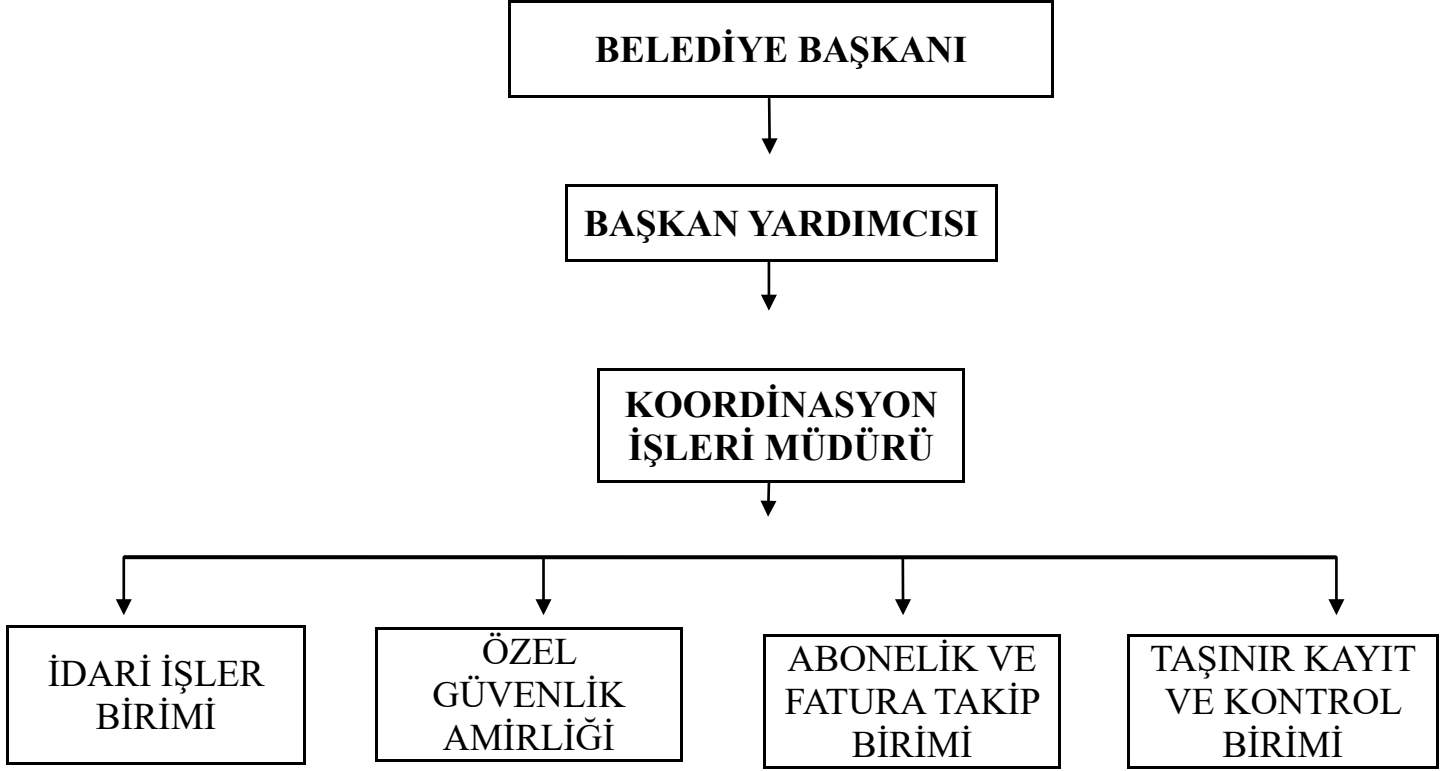 BELEDİYE BAŞKANI
BAŞKAN YARDIMCISI
KOORDİNASYON
İŞLERİ MÜDÜRÜ
İDARİ İŞLER
BİRİMİ
ÖZEL
GÜVENLİK
AMİRLİĞİ
ABONELİK VE
FATURA TAKİP
BİRİMİ
TAŞINIR KAYIT
VE KONTROL
BİRİMİ